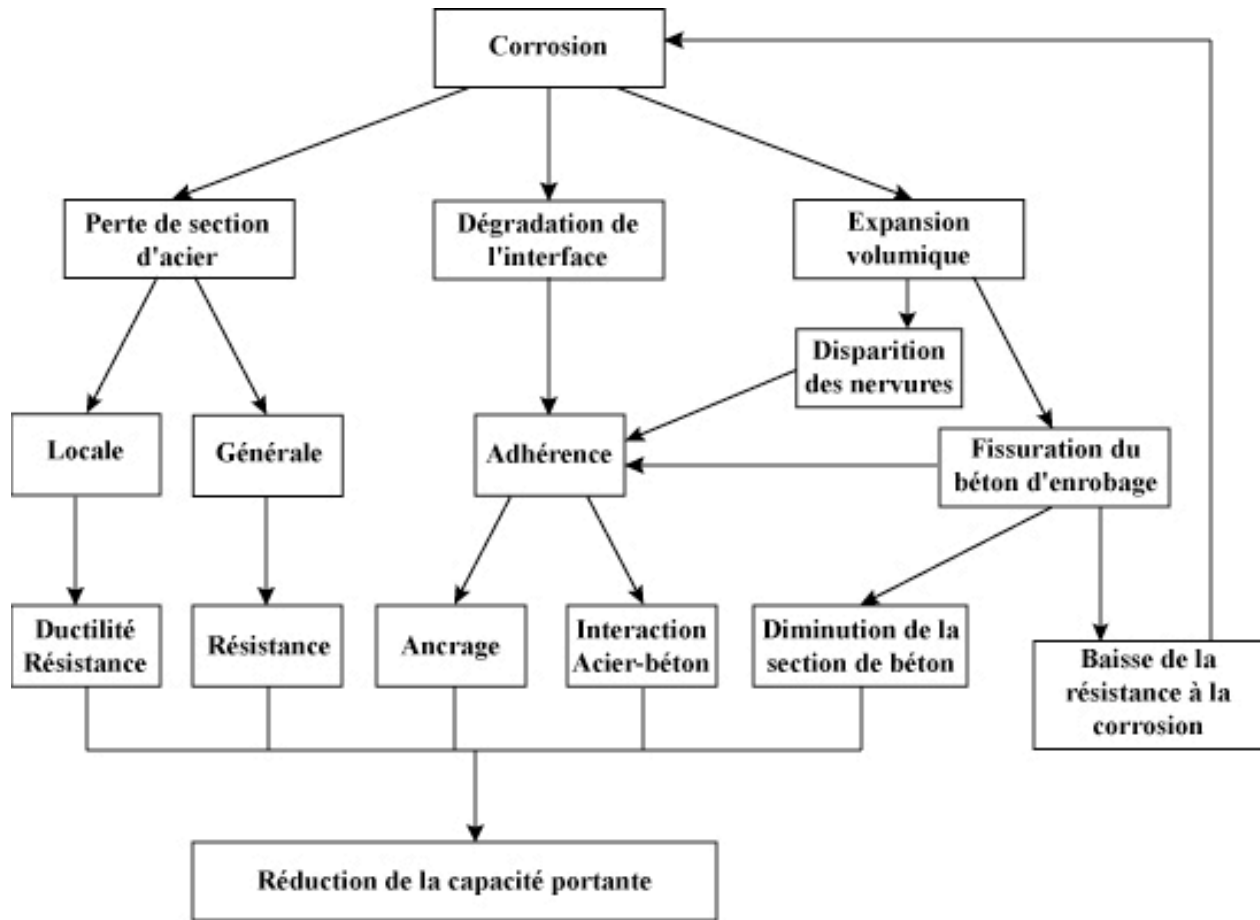 Corrosion
Perte de section
d'acier
Dégradation de
l'interface
Expansion
volumique
Disparition
des nervures
Locale
Générale
Adhérence
Fissuration du
béton d'enrobage
Ductilité
Résistance
Résistance
Ancrage
Interaction
Acier-béton
Diminution de la
section de béton
Baisse de la
résistance à la
corrosion
Réduction de la capacité portante